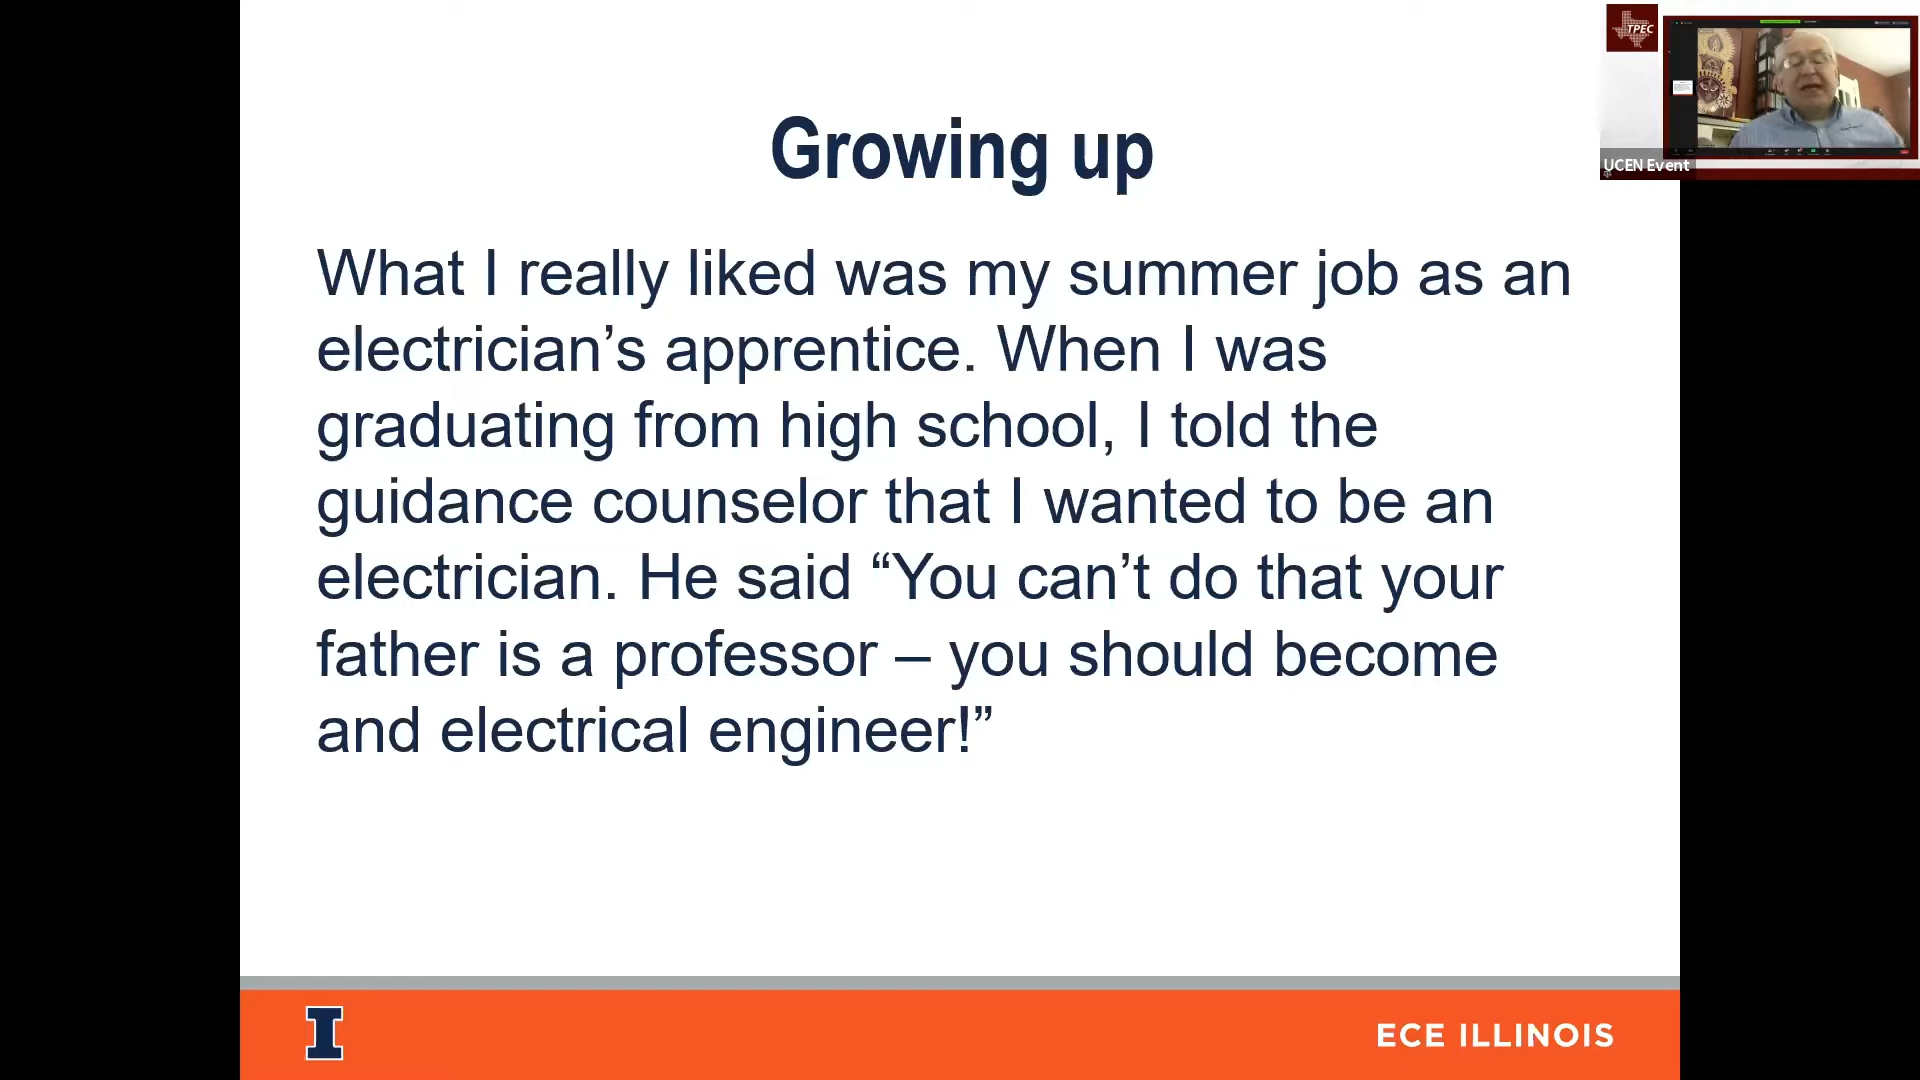 Growing up
What I really liked was my summer job as an
electrician’s apprentice. When I was
graduating from high school, I told the
guidance counselor that I wanted to be an
electrician. He said “You can’t do that your
father is a professor – you should become
and electrical engineer!”
TPEC
UCEN Event
I
ECE ILLINOIS